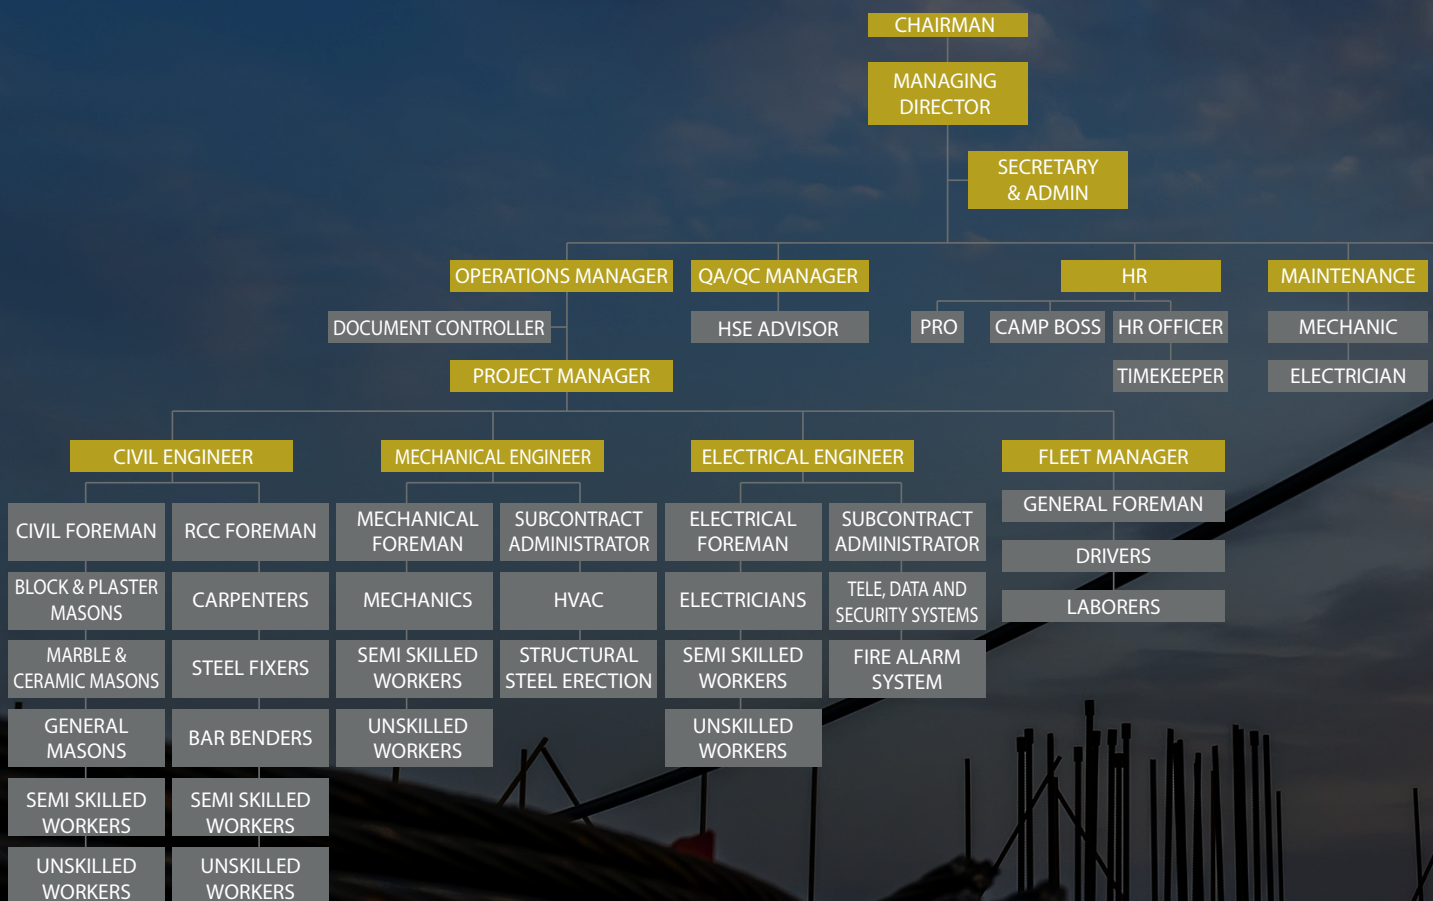 CHAIRMAN
MANAGING
DIRECTOR
SECRETARY
& ADMIN
OPERATIONS MANAGER
QA/QC MANAGER
HR
MAINTENANCE
DOCUMENT CONTROLLER
HSE ADVISOR
PRO
CAMP BOSS
HR OFFICER
MECHANIC
PROJECT MANAGER
TIMEKEEPER
ELECTRICIAN
CIVIL ENGINEER
MECHANICAL ENGINEER
ELECTRICAL ENGINEER
FLEET MANAGER
CIVIL FOREMAN
RCC FOREMAN
MECHANICAL
FOREMAN
SUBCONTRACT
ADMINISTRATOR
ELECTRICAL
FOREMAN
SUBCONTRACT
ADMINISTRATOR
GENERAL FOREMAN
DRIVERS
LABORERS
BLOCK & PLASTER
MASONS
CARPENTERS
MECHANICS
HVAC
ELECTRICIANS
TELE, DATA AND
SECURITY SYSTEMS
MARBLE &
CERAMIC MASONS
STEEL FIXERS
SEMI SKILLED
WORKERS
STRUCTURAL
STEEL ERECTION
SEMI SKILLED
WORKERS
FIRE ALARM
SYSTEM
GENERAL
MASONS
BAR BENDERS
UNSKILLED
WORKERS
UNSKILLED
WORKERS
SEMI SKILLED
WORKERS
SEMI SKILLED
WORKERS
UNSKILLED
WORKERS
UNSKILLED
WORKERS